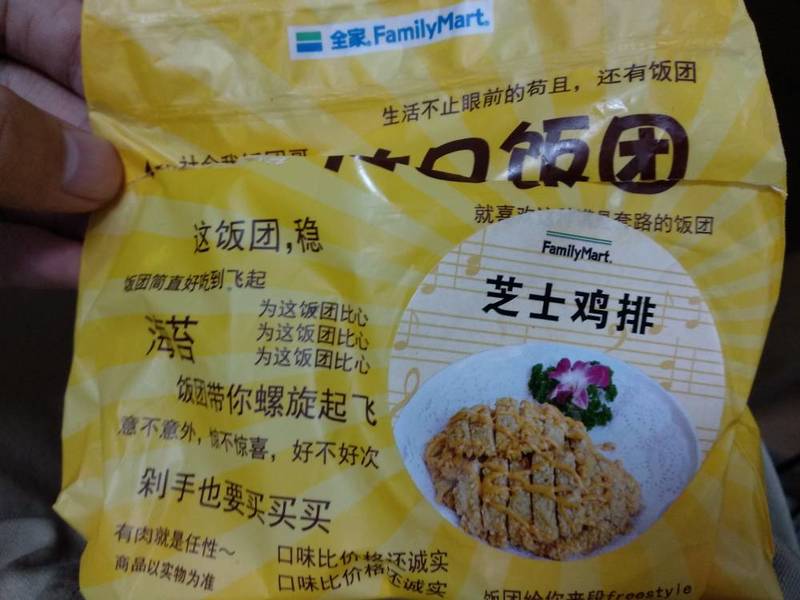 全家 FamilyMart
生活不止眼前的苟且，还有饭团
口饭团
就喜欢 套路的饭团
这饭团,稳
饭团简直好吃到飞起
海苔
为这饭团比心
为这饭团比心
为这饭团比心
饭团带你螺旋起飞
意不意外，惊不惊喜，好不好次
剁手也要买买买
有肉就是任性～
商品以实物为准
口味比价格还诚实
口味比价格还诚实
FamilyMart
芝士鸡排
饭团给你来段freestyle